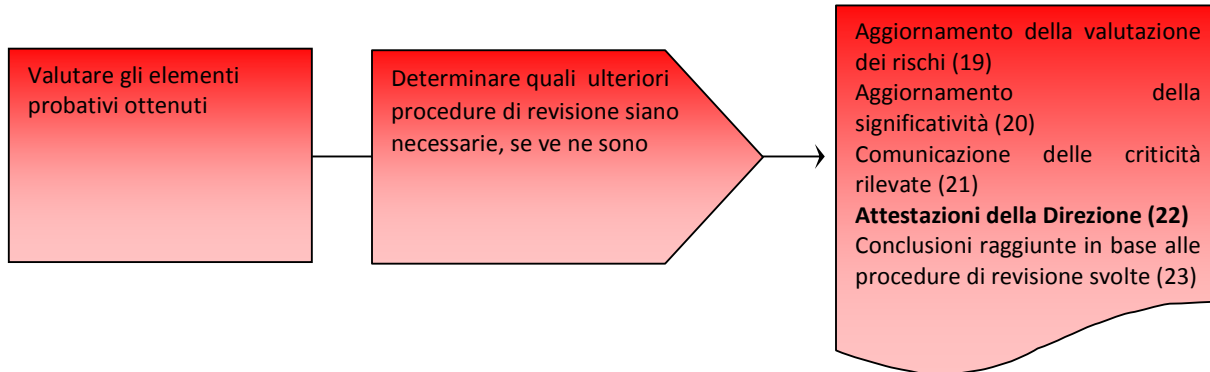 Valutare gli elementi
probativi ottenuti
Determinare quali ulteriori
procedure di revisione siano
necessarie, se ve ne sono
Aggiornamento della valutazione
dei rischi (19)
Aggiornamento della
significatività (20)
Comunicazione delle criticità
rilevate (21)
Attestazioni della Direzione (22)
Conclusioni raggiunte in base alle
procedure di revisione svolte (23)